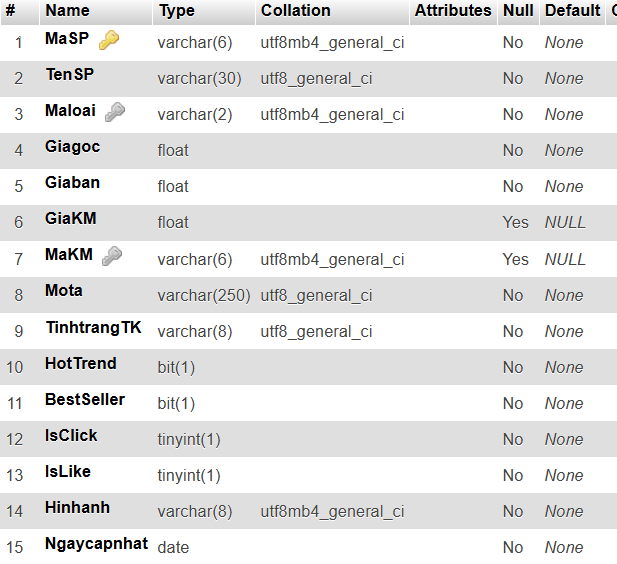 # Name Type Collation Attributes Null Default
1 MaSP varchar(6) utf8mb4_general_ci No None
2 TenSP varchar(30) utf8_general_ci No None
3 Maloai varchar(2) utf8mb4_general_ci No None
4 Giagoc float No None
5 Giaban float No None
6 GiaKM float Yes NULL
7 MaKM varchar(6) utf8mb4_general_ci Yes NULL
8 Mota varchar(250) utf8_general_ci No None
9 TinhtrangTK varchar(8) utf8_general_ci No None
10 HotTrend bit(1) No None
11 BestSeller bit(1) No None
12 IsClick tinyint(1) No None
13 IsLike tinyint(1) No None
14 Hinhanh varchar(8) utf8mb4_general_ci No None
15 Ngaycapnhat date No None